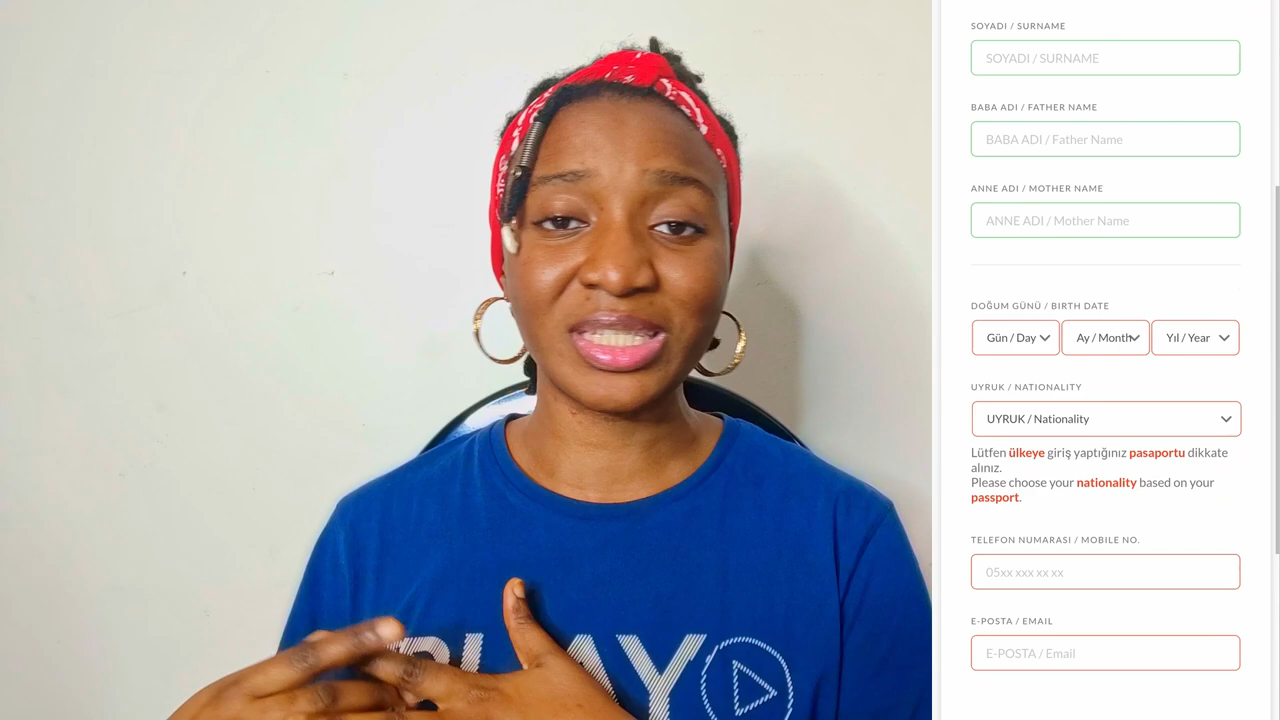 SOYADI / SURNAME
SOYADI / SURNAME
BABA ADI / FATHER NAME
BABA ADI / Father Name
ANNE ADI / MOTHER NAME
ANNE ADI / Mother Name
DOĞUM GÜNÜ / BIRTH DATE
Gün / Day
Ay / Month
Yıl / Year
UYRUK / NATIONALITY
UYRUK / Nationality
Lütfen ülkeye giriş yaptığınız pasaportu dikkate
alınız.
Please choose your nationality based on your
passport.
TELEFON NUMARASI / MOBILE NO.
05xx xxx xx xx
E-POSTA / EMAIL
E-POSTA / Email
PLAY